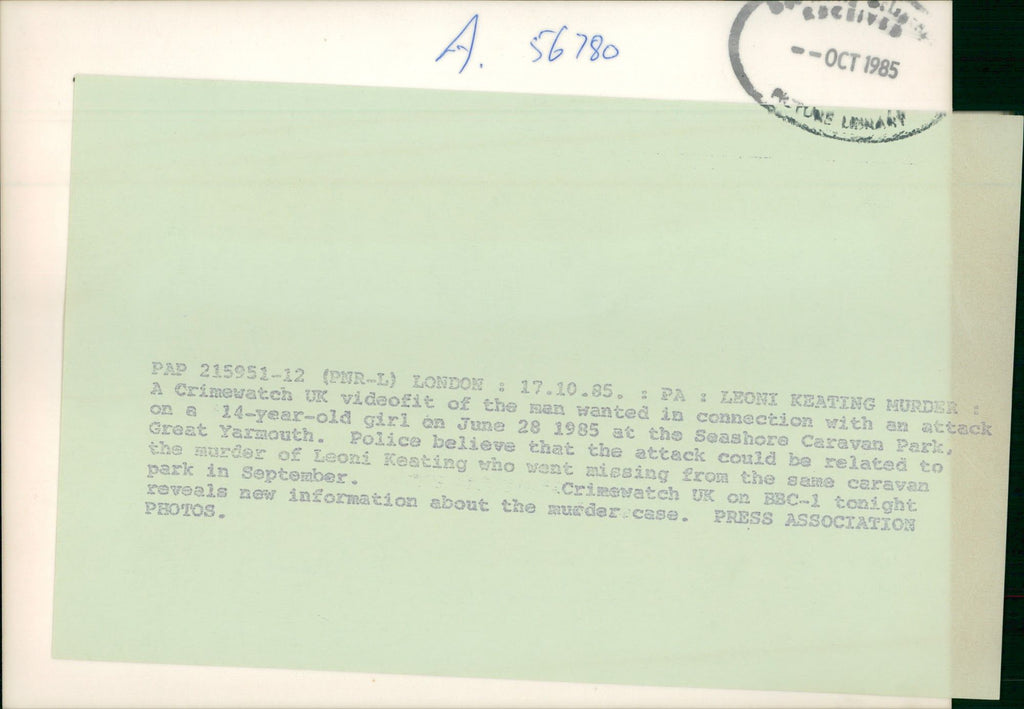 A. 56780
RECEIVED
--OCT 1985
PICTURE LIBRARY
PAP 215951-12 (PNR-L) LONDON : 17.10.85. : PA : LEONI KEATING MURDER :
A Crimewatch UK videofit of the man wanted in connection with an attack
on a 14-year-old girl on June 28 1985 at the Seashore Caravan Park,
Great Yarmouth. Police believe that the attack could be related to
the murder of Leoni Keating who went missing from the same caravan
park in September. Crimewatch UK on BBC-1 tonight
reveals new information about the murder case. PRESS ASSOCIATION
PHOTOS.